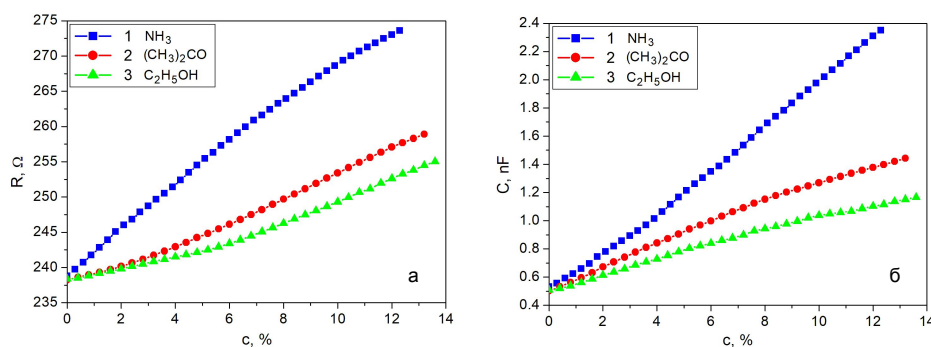 275
270
265
260
255
250
245
240
235
R, Ω
1 NH₃
2 (CH₃)₂CO
3 C₂H₅OH
а
0 2 4 6 8 10 12 14
c, %
2.4
2.2
2.0
1.8
1.6
1.4
1.2
1.0
0.8
0.6
0.4
C, nF
1 NH₃
2 (CH₃)₂CO
3 C₂H₅OH
б
0 2 4 6 8 10 12 14
c, %